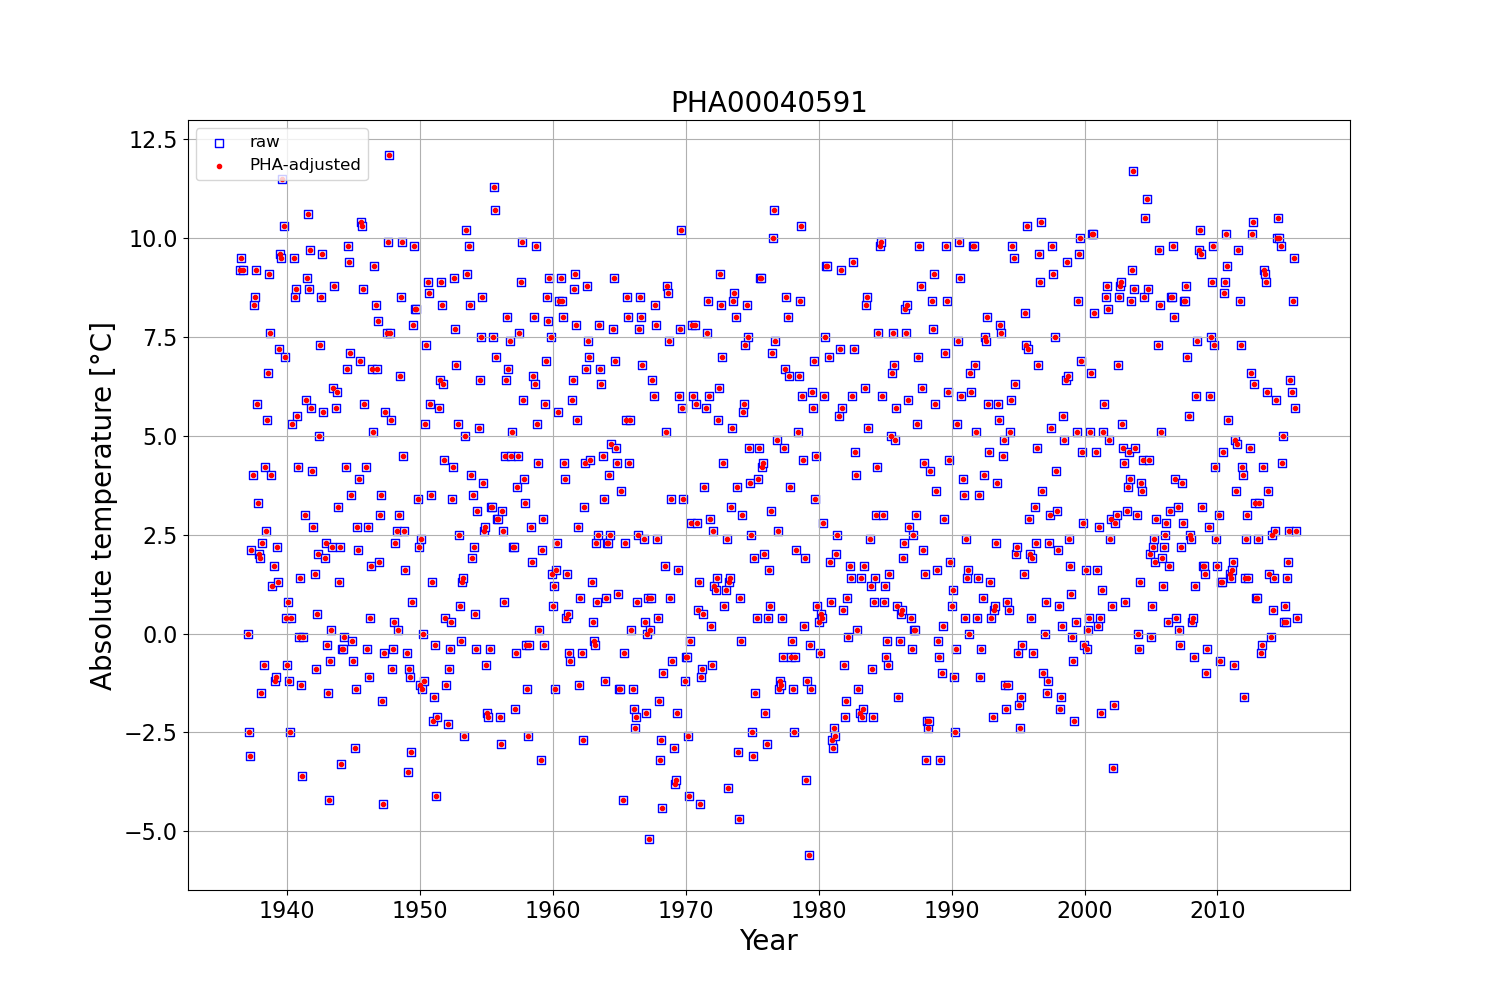 PHA00040591
raw
PHA-adjusted
12.5
10.0
7.5
5.0
2.5
0.0
−2.5
−5.0
Absolute temperature [°C]
1940 1950 1960 1970 1980 1990 2000 2010
Year